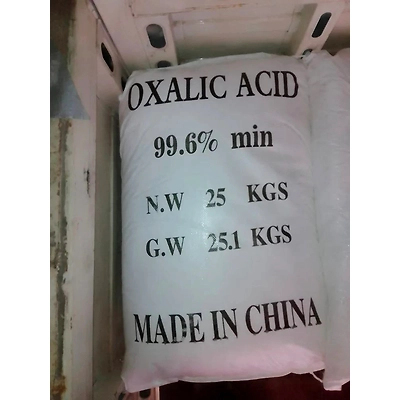 OXALIC ACID
99.6% min
N.W 25 KGS
G.W 25.1 KGS
MADE IN CHINA